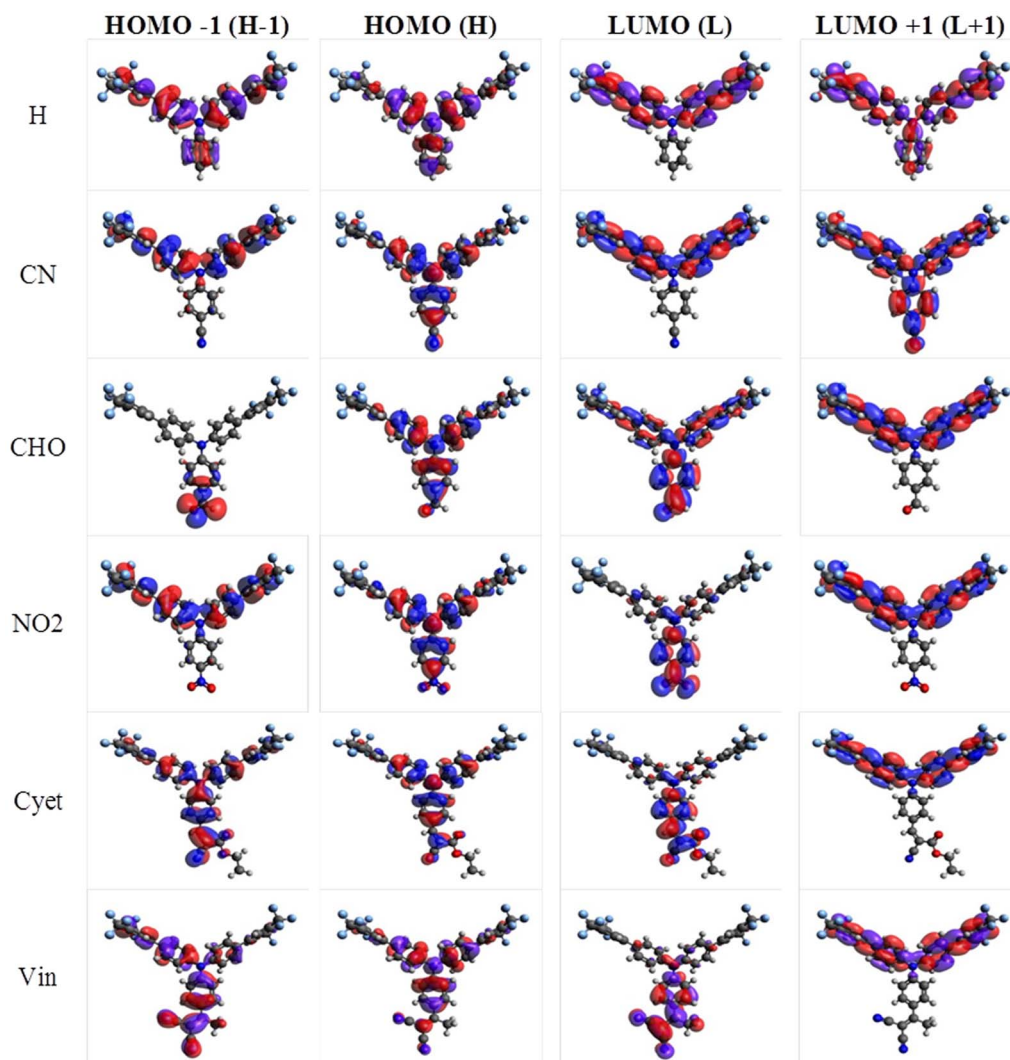 HOMO -1 (H-1) HOMO (H) LUMO (L) LUMO +1 (L+1)
H
CN
CHO
NO2
Cyet
Vin